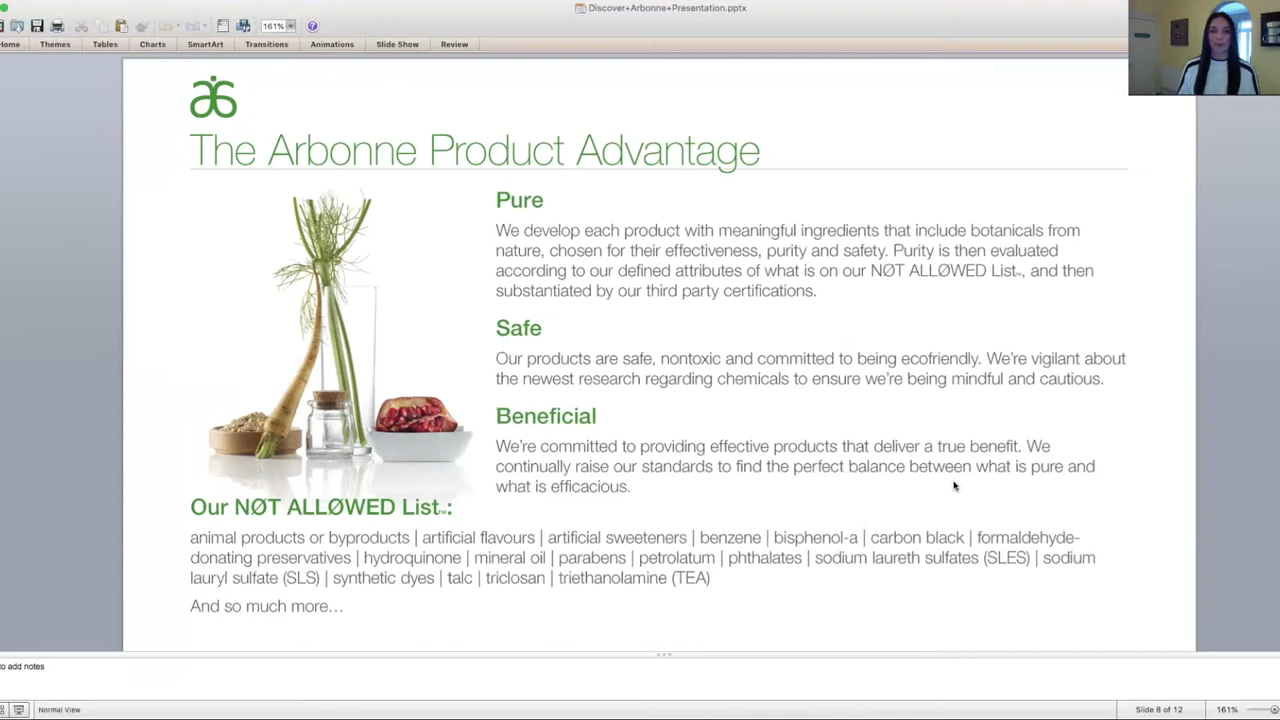 Discover+Arbonne+Presentation.pptx
161%
Home Themes Tables Charts SmartArt Transitions Animations Slide Show Review
The Arbonne Product Advantage
Pure
We develop each product with meaningful ingredients that include botanicals from
nature, chosen for their effectiveness, purity and safety. Purity is then evaluated
according to our defined attributes of what is on our NØT ALLØWED List™, and then
substantiated by our third party certifications.
Safe
Our products are safe, nontoxic and committed to being ecofriendly. We're vigilant about
the newest research regarding chemicals to ensure we're being mindful and cautious.
Beneficial
We're committed to providing effective products that deliver a true benefit. We
continually raise our standards to find the perfect balance between what is pure and
what is efficacious.
Our NØT ALLØWED List™:
animal products or byproducts | artificial flavours | artificial sweeteners | benzene | bisphenol-a | carbon black | formaldehyde-
donating preservatives | hydroquinone | mineral oil | parabens | petrolatum | phthalates | sodium laureth sulfates (SLES) | sodium
lauryl sulfate (SLS) | synthetic dyes | talc | triclosan | triethanolamine (TEA)
And so much more…
to add notes
Normal View Slide 8 of 12 161%